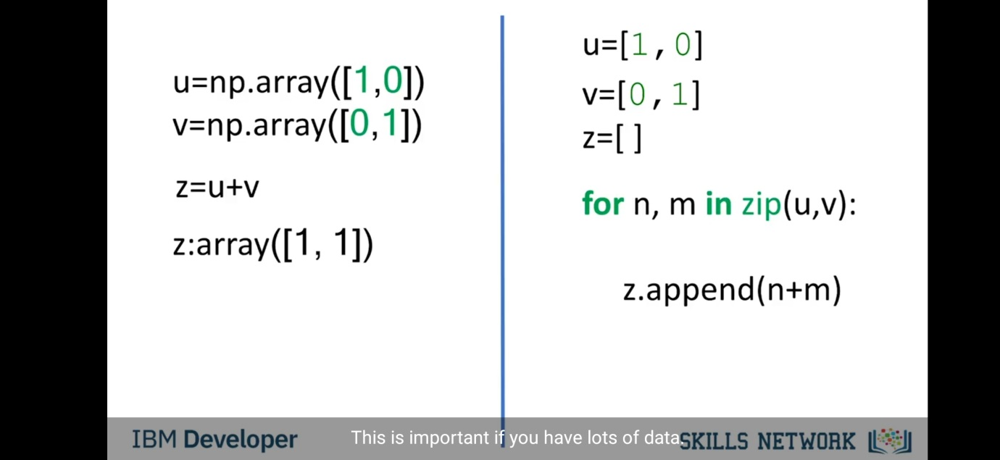 u=np.array([1,0])
v=np.array([0,1])
z=u+v
z:array([1, 1])
u=[1, 0]
v=[0, 1]
z=[ ]
for n, m in zip(u,v):
z.append(n+m)
IBM Developer
This is important if you have lots of data.
SKILLS NETWORK